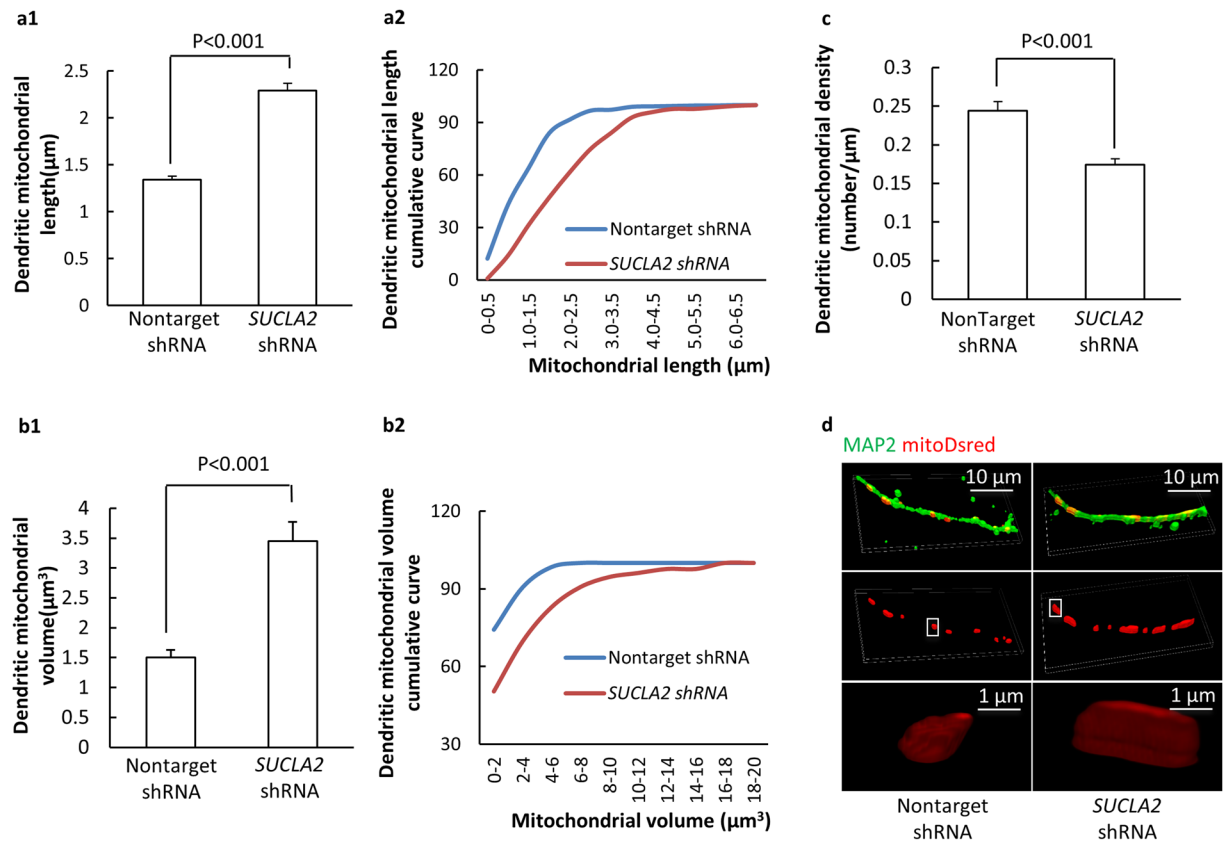 a1
P<0.001
Dendritic mitochondrial
length(µm)
2.5
2
1.5
1
0.5
0
Nontarget
shRNA
SUCLA2
shRNA
a2
Dendritic mitochondrial length
cumulative curve
120
90
60
30
0
Nontarget shRNA
SUCLA2 shRNA
0-0.5
1.0-1.5
2.0-2.5
3.0-3.5
4.0-4.5
5.0-5.5
6.0-6.5
Mitochondrial length (µm)
c
P<0.001
Dendritic mitochondrial density
(number/µm)
0.3
0.25
0.2
0.15
0.1
0.05
0
NonTarget
shRNA
SUCLA2
shRNA
b1
P<0.001
Dendritic mitochondrial
volume(µm³)
4
3.5
3
2.5
2
1.5
1
0.5
0
Nontarget
shRNA
SUCLA2
shRNA
b2
Dendritic mitochondrial volume
cumulative curve
120
90
60
30
Nontarget shRNA
SUCLA2 shRNA
0-2
2-4
4-6
6-8
8-10
10-12
12-14
14-16
16-18
18-20
Mitochondrial volume (µm³)
d
MAP2 mitoDsred
10 µm
10 µm
1 µm
1 µm
Nontarget
shRNA
SUCLA2
shRNA